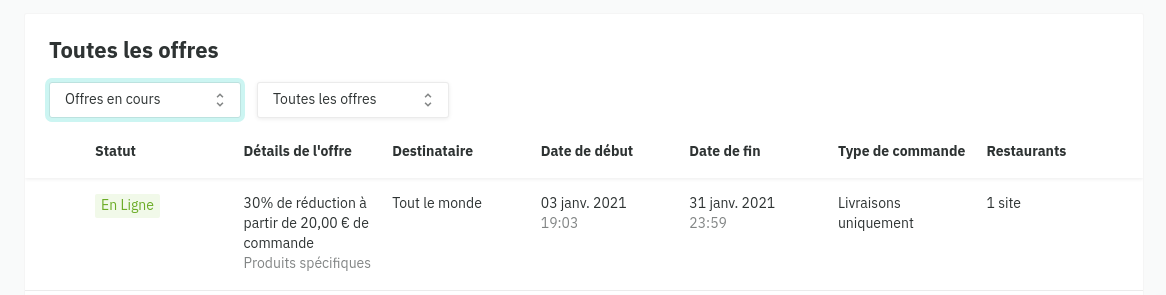 Toutes les offres
Offres en cours
Toutes les offres
Statut Détails de l'offre Destinataire Date de début Date de fin Type de commande Restaurants
En Ligne 30% de réduction à Tout le monde 03 janv. 2021 31 janv. 2021 Livraisons 1 site
partir de 20,00 € de 19:03 23:59 uniquement
commande
Produits spécifiques